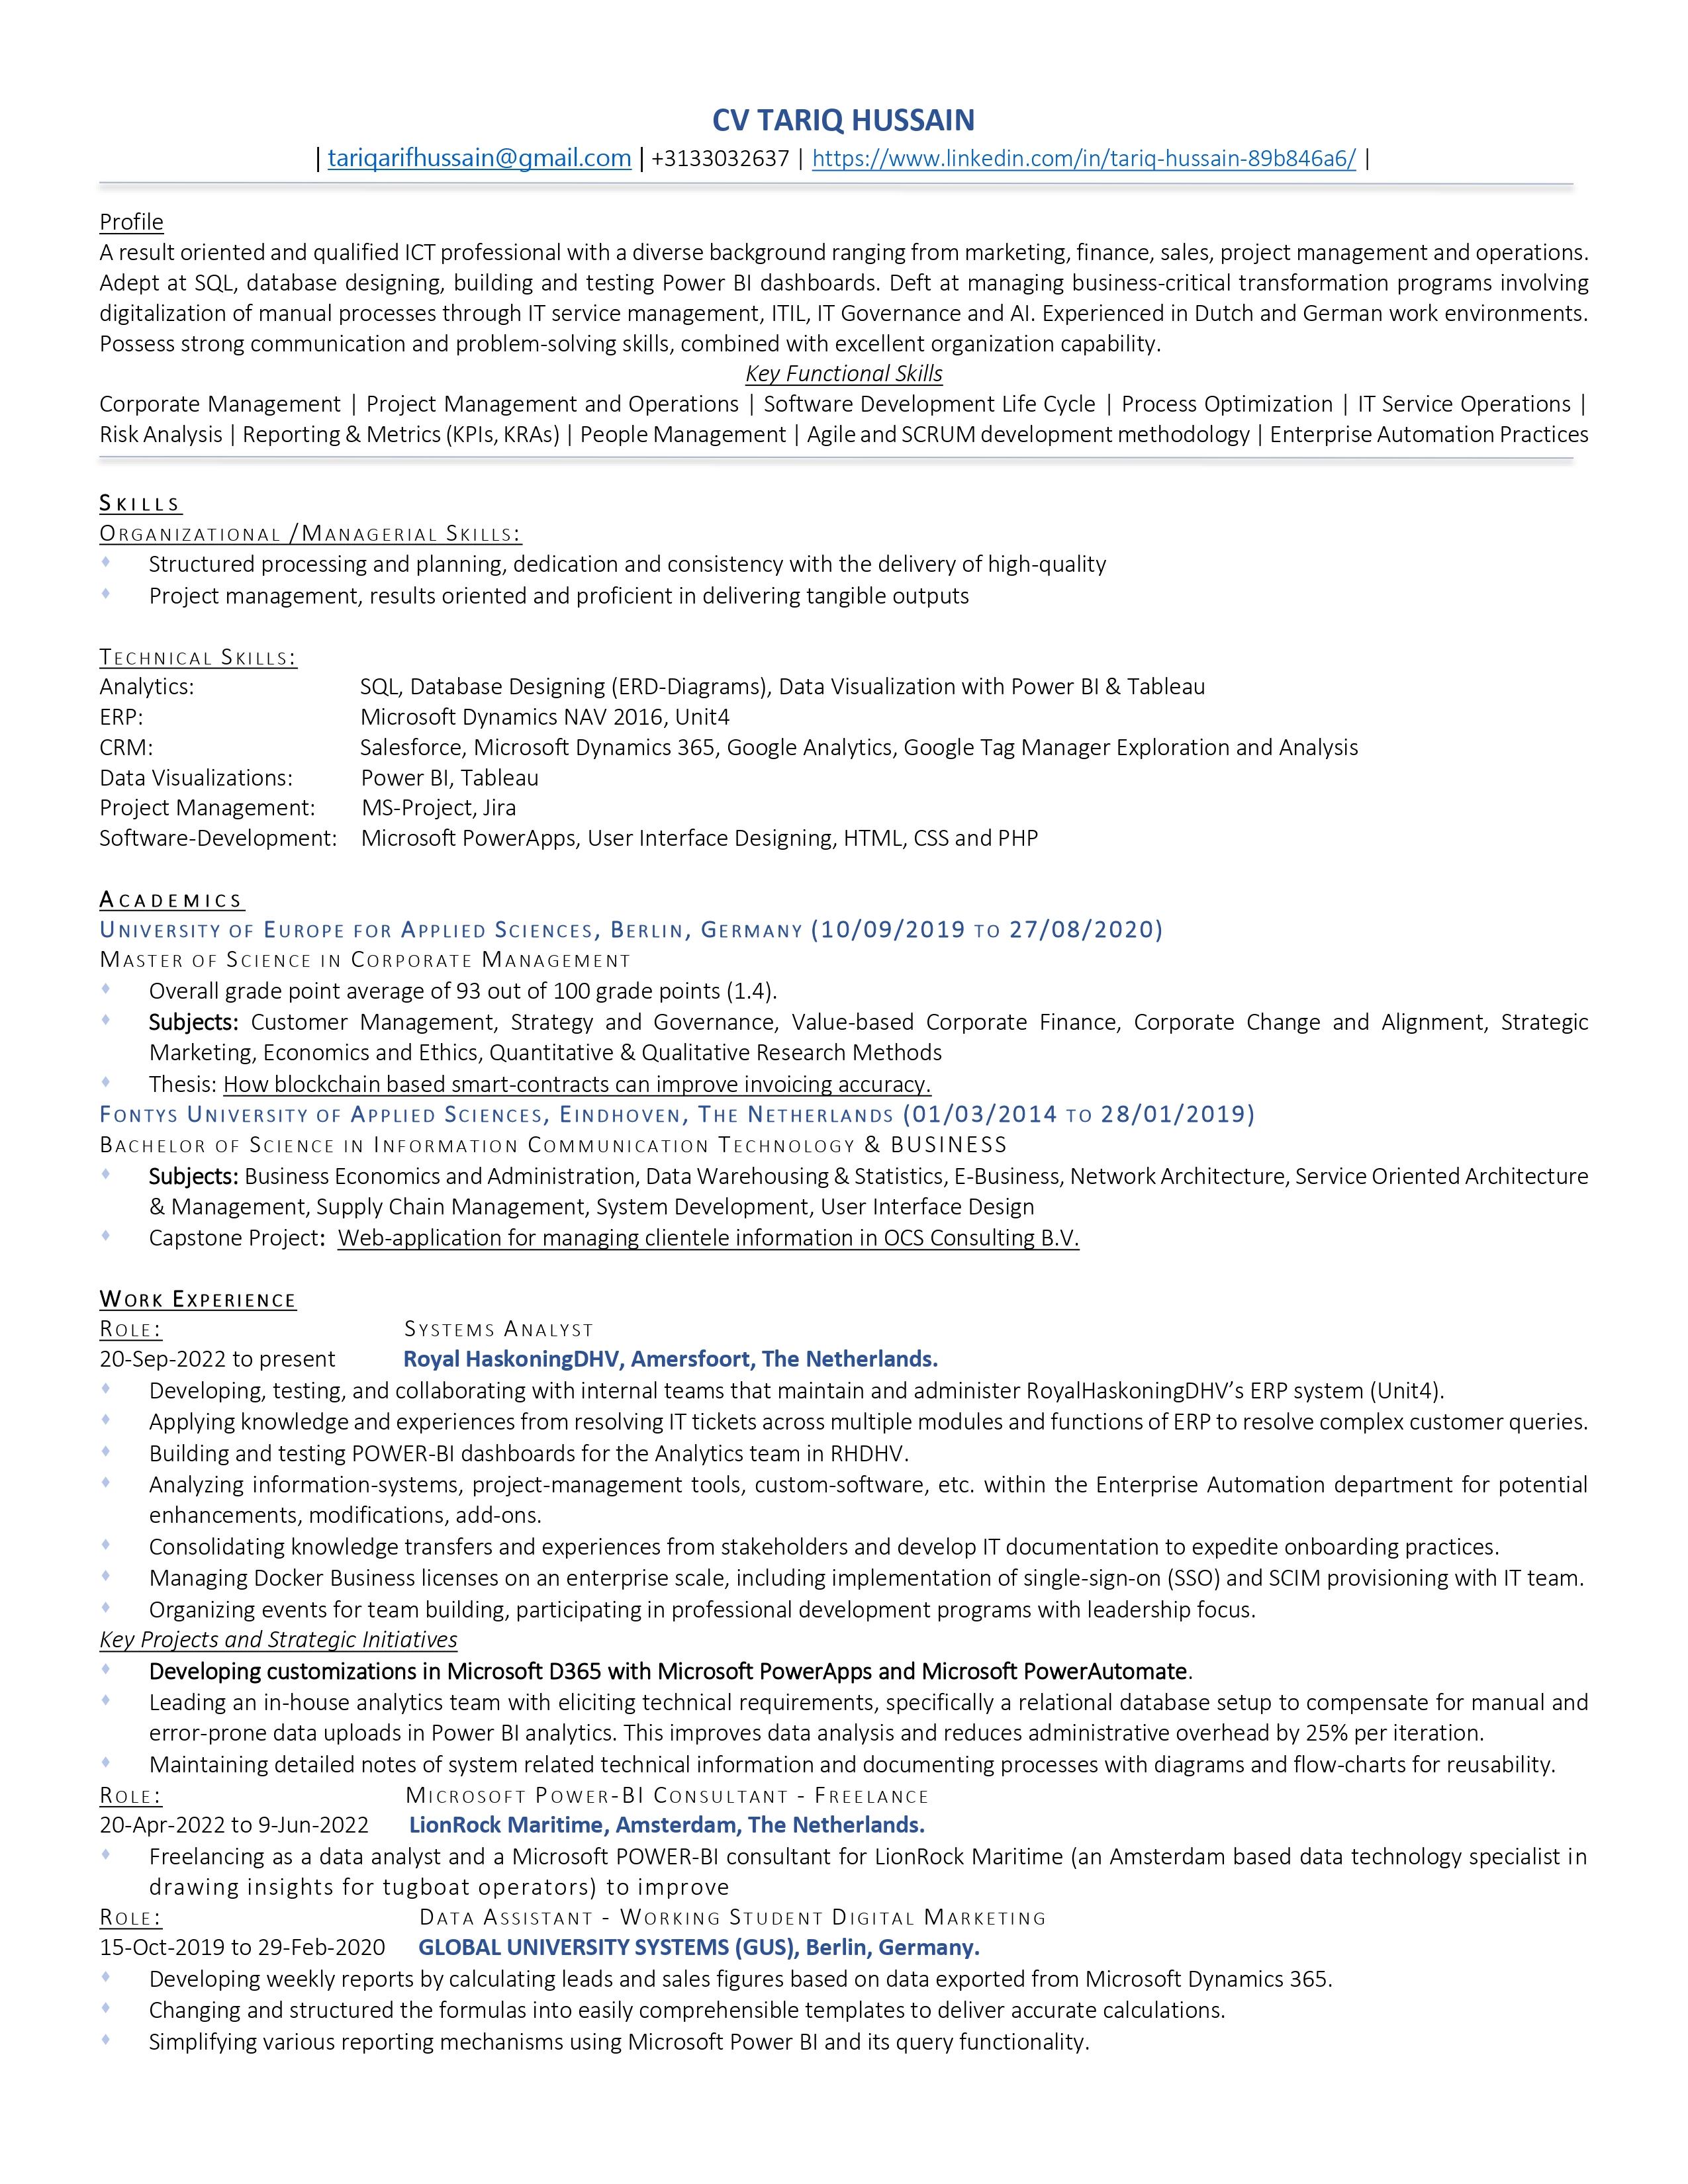 CV TARIQ HUSSAIN
| tariqarifhussain@gmail.com | +3133032637 | https://www.linkedin.com/in/tariq-hussain-89b846a6/ |
Profile
A result oriented and qualified ICT professional with a diverse background ranging from marketing, finance, sales, project management and operations.
Adept at SQL, database designing, building and testing Power BI dashboards. Deft at managing business-critical transformation programs involving
digitalization of manual processes through IT service management, ITIL, IT Governance and AI. Experienced in Dutch and German work environments.
Possess strong communication and problem-solving skills, combined with excellent organization capability.
Key Functional Skills
Corporate Management | Project Management and Operations | Software Development Life Cycle | Process Optimization | IT Service Operations |
Risk Analysis | Reporting & Metrics (KPIs, KRAs) | People Management | Agile and SCRUM development methodology | Enterprise Automation Practices
SKILLS
ORGANIZATIONAL /MANAGERIAL SKILLS:
♦ Structured processing and planning, dedication and consistency with the delivery of high-quality
♦ Project management, results oriented and proficient in delivering tangible outputs
TECHNICAL SKILLS:
Analytics: SQL, Database Designing (ERD-Diagrams), Data Visualization with Power BI & Tableau
ERP: Microsoft Dynamics NAV 2016, Unit4
CRM: Salesforce, Microsoft Dynamics 365, Google Analytics, Google Tag Manager Exploration and Analysis
Data Visualizations: Power BI, Tableau
Project Management: MS-Project, Jira
Software-Development: Microsoft PowerApps, User Interface Designing, HTML, CSS and PHP
ACADEMICS
UNIVERSITY OF EUROPE FOR APPLIED SCIENCES, BERLIN, GERMANY (10/09/2019 TO 27/08/2020)
MASTER OF SCIENCE IN CORPORATE MANAGEMENT
♦ Overall grade point average of 93 out of 100 grade points (1.4).
♦ Subjects: Customer Management, Strategy and Governance, Value-based Corporate Finance, Corporate Change and Alignment, Strategic
Marketing, Economics and Ethics, Quantitative & Qualitative Research Methods
♦ Thesis: How blockchain based smart-contracts can improve invoicing accuracy.
FONTYS UNIVERSITY OF APPLIED SCIENCES, EINDHOVEN, THE NETHERLANDS (01/03/2014 TO 28/01/2019)
BACHELOR OF SCIENCE IN INFORMATION COMMUNICATION TECHNOLOGY & BUSINESS
♦ Subjects: Business Economics and Administration, Data Warehousing & Statistics, E-Business, Network Architecture, Service Oriented Architecture
& Management, Supply Chain Management, System Development, User Interface Design
♦ Capstone Project: Web-application for managing clientele information in OCS Consulting B.V.
WORK EXPERIENCE
ROLE: SYSTEMS ANALYST
20-Sep-2022 to present Royal HaskoningDHV, Amersfoort, The Netherlands.
♦ Developing, testing, and collaborating with internal teams that maintain and administer RoyalHaskoningDHV’s ERP system (Unit4).
♦ Applying knowledge and experiences from resolving IT tickets across multiple modules and functions of ERP to resolve complex customer queries.
♦ Building and testing POWER-BI dashboards for the Analytics team in RHDHV.
♦ Analyzing information-systems, project-management tools, custom-software, etc. within the Enterprise Automation department for potential
enhancements, modifications, add-ons.
♦ Consolidating knowledge transfers and experiences from stakeholders and develop IT documentation to expedite onboarding practices.
♦ Managing Docker Business licenses on an enterprise scale, including implementation of single-sign-on (SSO) and SCIM provisioning with IT team.
♦ Organizing events for team building, participating in professional development programs with leadership focus.
Key Projects and Strategic Initiatives
♦ Developing customizations in Microsoft D365 with Microsoft PowerApps and Microsoft PowerAutomate.
♦ Leading an in-house analytics team with eliciting technical requirements, specifically a relational database setup to compensate for manual and
error-prone data uploads in Power BI analytics. This improves data analysis and reduces administrative overhead by 25% per iteration.
♦ Maintaining detailed notes of system related technical information and documenting processes with diagrams and flow-charts for reusability.
ROLE: MICROSOFT POWER-BI CONSULTANT - FREELANCE
20-Apr-2022 to 9-Jun-2022 LionRock Maritime, Amsterdam, The Netherlands.
♦ Freelancing as a data analyst and a Microsoft POWER-BI consultant for LionRock Maritime (an Amsterdam based data technology specialist in
drawing insights for tugboat operators) to improve
ROLE: DATA ASSISTANT - WORKING STUDENT DIGITAL MARKETING
15-Oct-2019 to 29-Feb-2020 GLOBAL UNIVERSITY SYSTEMS (GUS), Berlin, Germany.
♦ Developing weekly reports by calculating leads and sales figures based on data exported from Microsoft Dynamics 365.
♦ Changing and structured the formulas into easily comprehensible templates to deliver accurate calculations.
♦ Simplifying various reporting mechanisms using Microsoft Power BI and its query functionality.